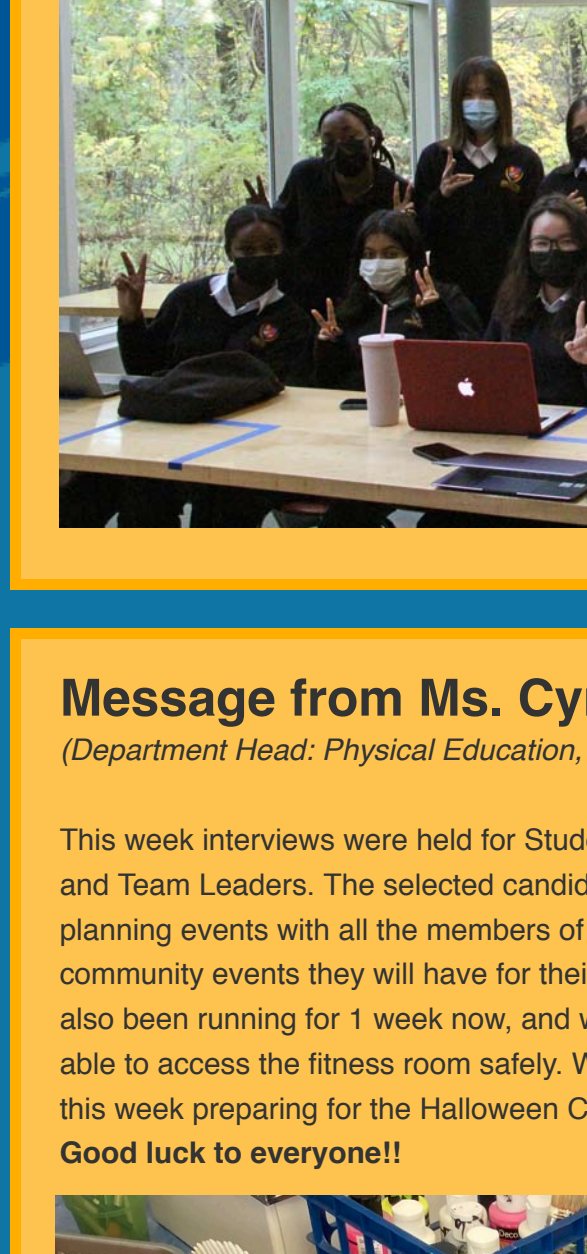 Message from Ms. Cy
(Department Head: Physical Education,
This week interviews were held for Stud
and Team Leaders. The selected candid
planning events with all the members of
community events they will have for thei
also been running for 1 week now, and w
able to access the fitness room safely. W
this week preparing for the Halloween C
Good luck to everyone!!
Deco